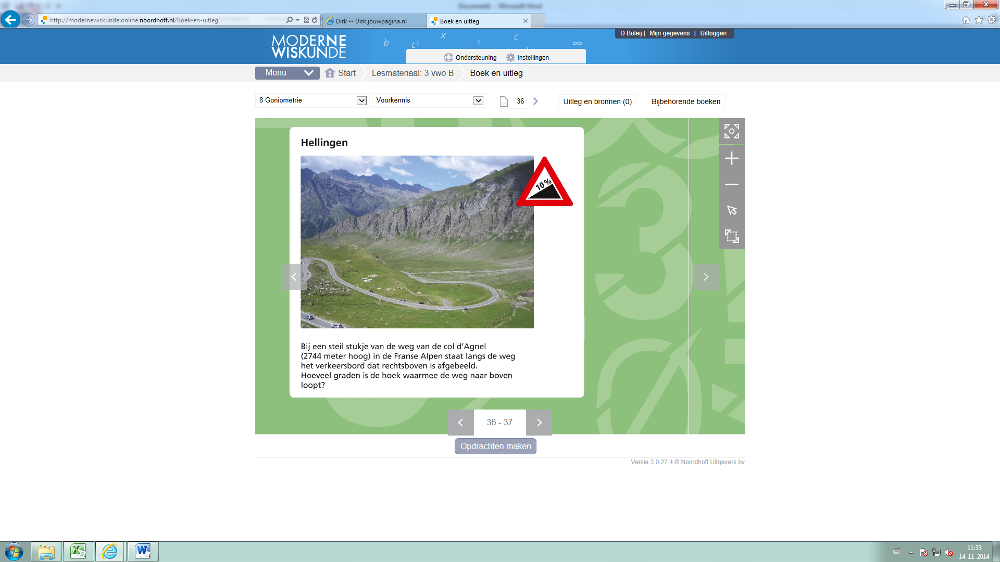 Document1 - Microsoft Word
http://modernewiskunde.online.noordhoff.nl/Boek-en-uitleg
Dirk -- Dirk.jouwpagina.nl
Boek en uitleg
MODERNE
WISKUNDE
b
c²
x
+
c
∞
D Boleij | Mijn gegevens | Uitloggen
Ondersteuning
Instellingen
Menu
Start
Lesmateriaal: 3 vwo B
Boek en uitleg
8 Goniometrie
Voorkennis
36
Uitleg en bronnen (0)
Bijbehorende boeken
Hellingen
10%
Bij een steil stukje van de weg van de col d’Agnel
(2744 meter hoog) in de Franse Alpen staat langs de weg
het verkeersbord dat rechtsboven is afgebeeld.
Hoeveel graden is de hoek waarmee de weg naar boven
loopt?
3
36 - 37
Opdrachten maken
Versie 3.0.27.4 © Noordhoff Uitgevers bv
11:33
14-11-2014